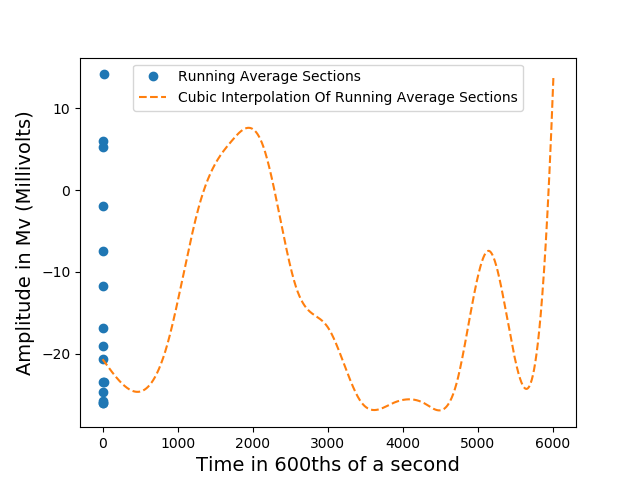 Running Average Sections
Cubic Interpolation Of Running Average Sections
10
0
−10
−20
Amplitude in Mv (Millivolts)
0 1000 2000 3000 4000 5000 6000
Time in 600ths of a second